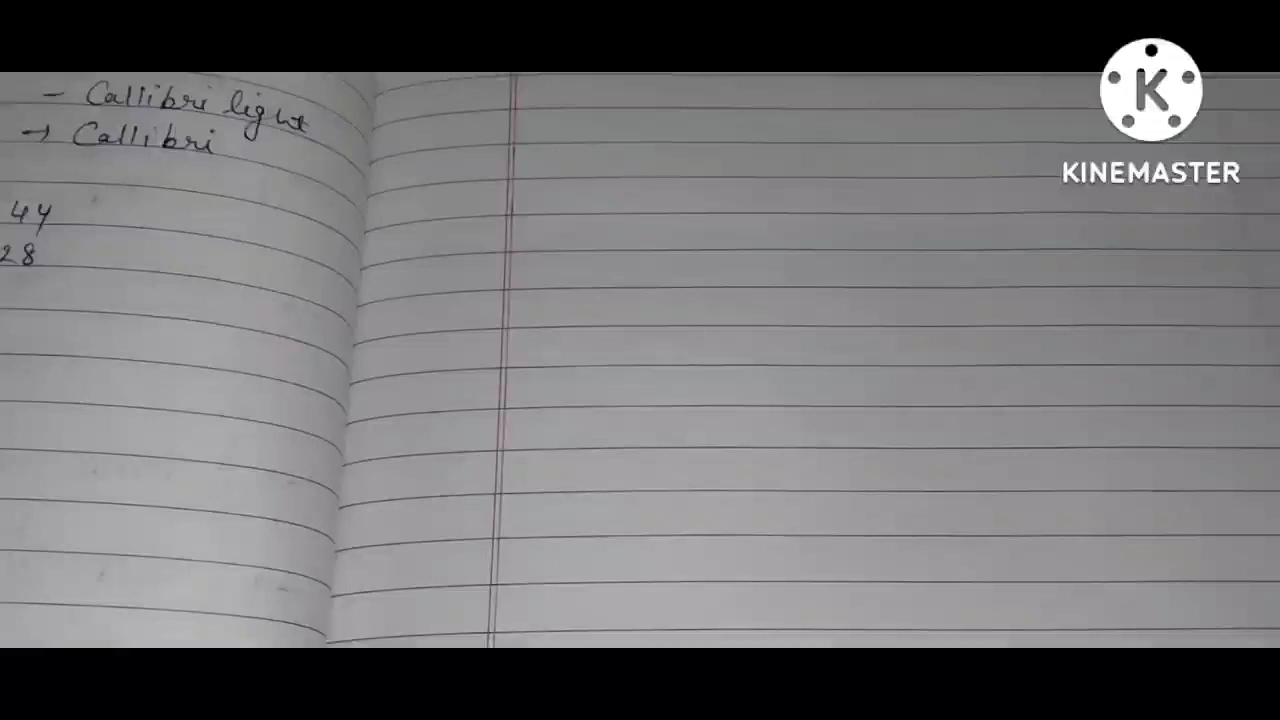 - Callibri light
→ Callibri
44
28
KINEMASTER